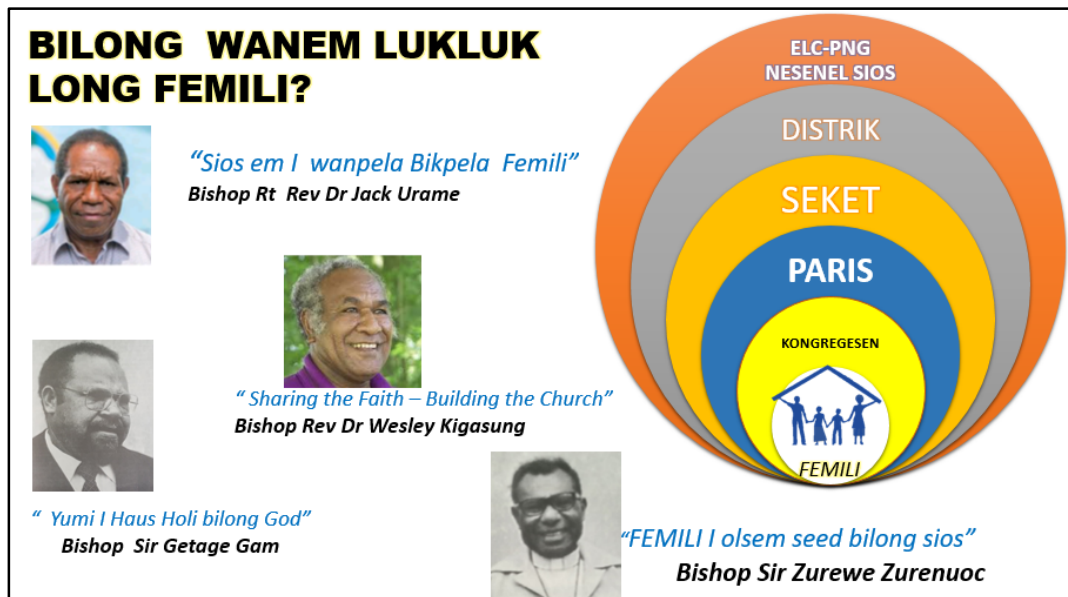 BILONG WANEM LUKLUK
LONG FEMILI?
“Sios em I wanpela Bikpela Femili”
Bishop Rt Rev Dr Jack Urame
“ Sharing the Faith – Building the Church”
Bishop Rev Dr Wesley Kigasung
“ Yumi I Haus Holi bilong God”
Bishop Sir Getage Gam
“FEMILI I olsem seed bilong sios”
Bishop Sir Zurewe Zurenuoc
ELC-PNG
NESENEL SIOS
DISTRIK
SEKET
PARIS
KONGREGESEN
FEMILI